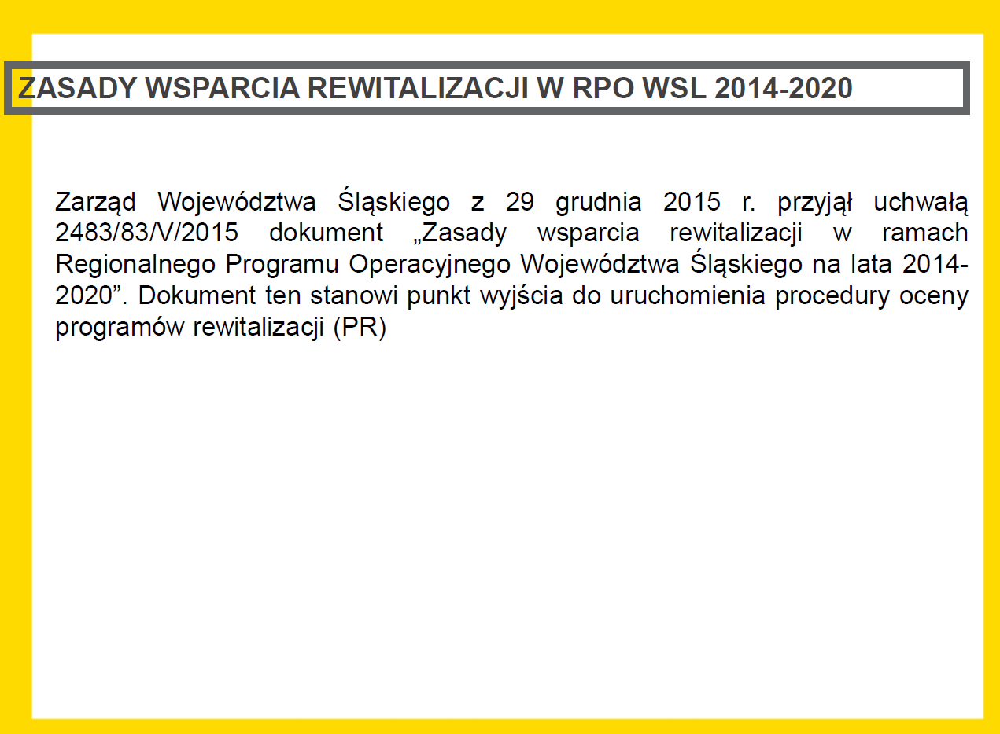 ZASADY WSPARCIA REWITALIZACJI W RPO WSL 2014-2020
Zarząd Województwa Śląskiego z 29 grudnia 2015 r. przyjął uchwałą
2483/83/V/2015 dokument „Zasady wsparcia rewitalizacji w ramach
Regionalnego Programu Operacyjnego Województwa Śląskiego na lata 2014-
2020”. Dokument ten stanowi punkt wyjścia do uruchomienia procedury oceny
programów rewitalizacji (PR)